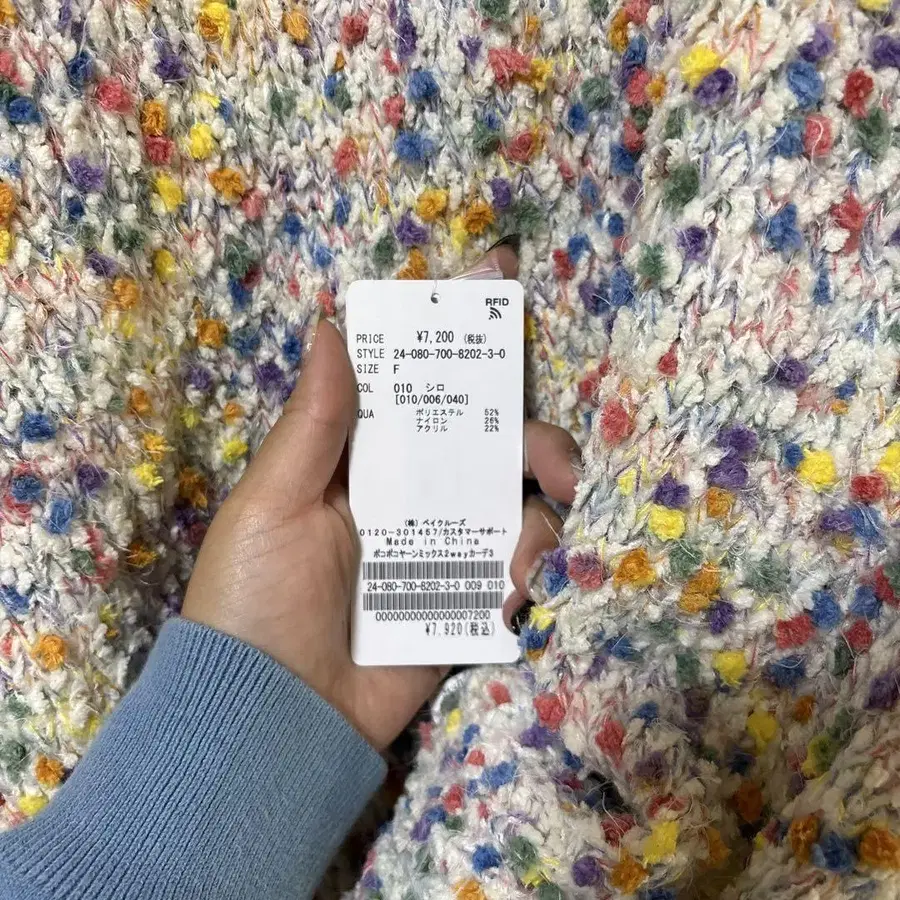 RFID
PRICE ¥7,200 (税抜)
STYLE 24-080-700-8202-3-0
SIZE F
COL 010 シロ
[010/006/040]
QUA ポリエステル 52%
ナイロン 26%
アクリル 22%
(株) ベイクルーズ
0120-301457/カスタマーサポート
Made in China
ポコポコヤーンミックス2wayカーデ3
24-080-700-8202-3-0 009 010
00000000000000007200
¥7,920(税込)